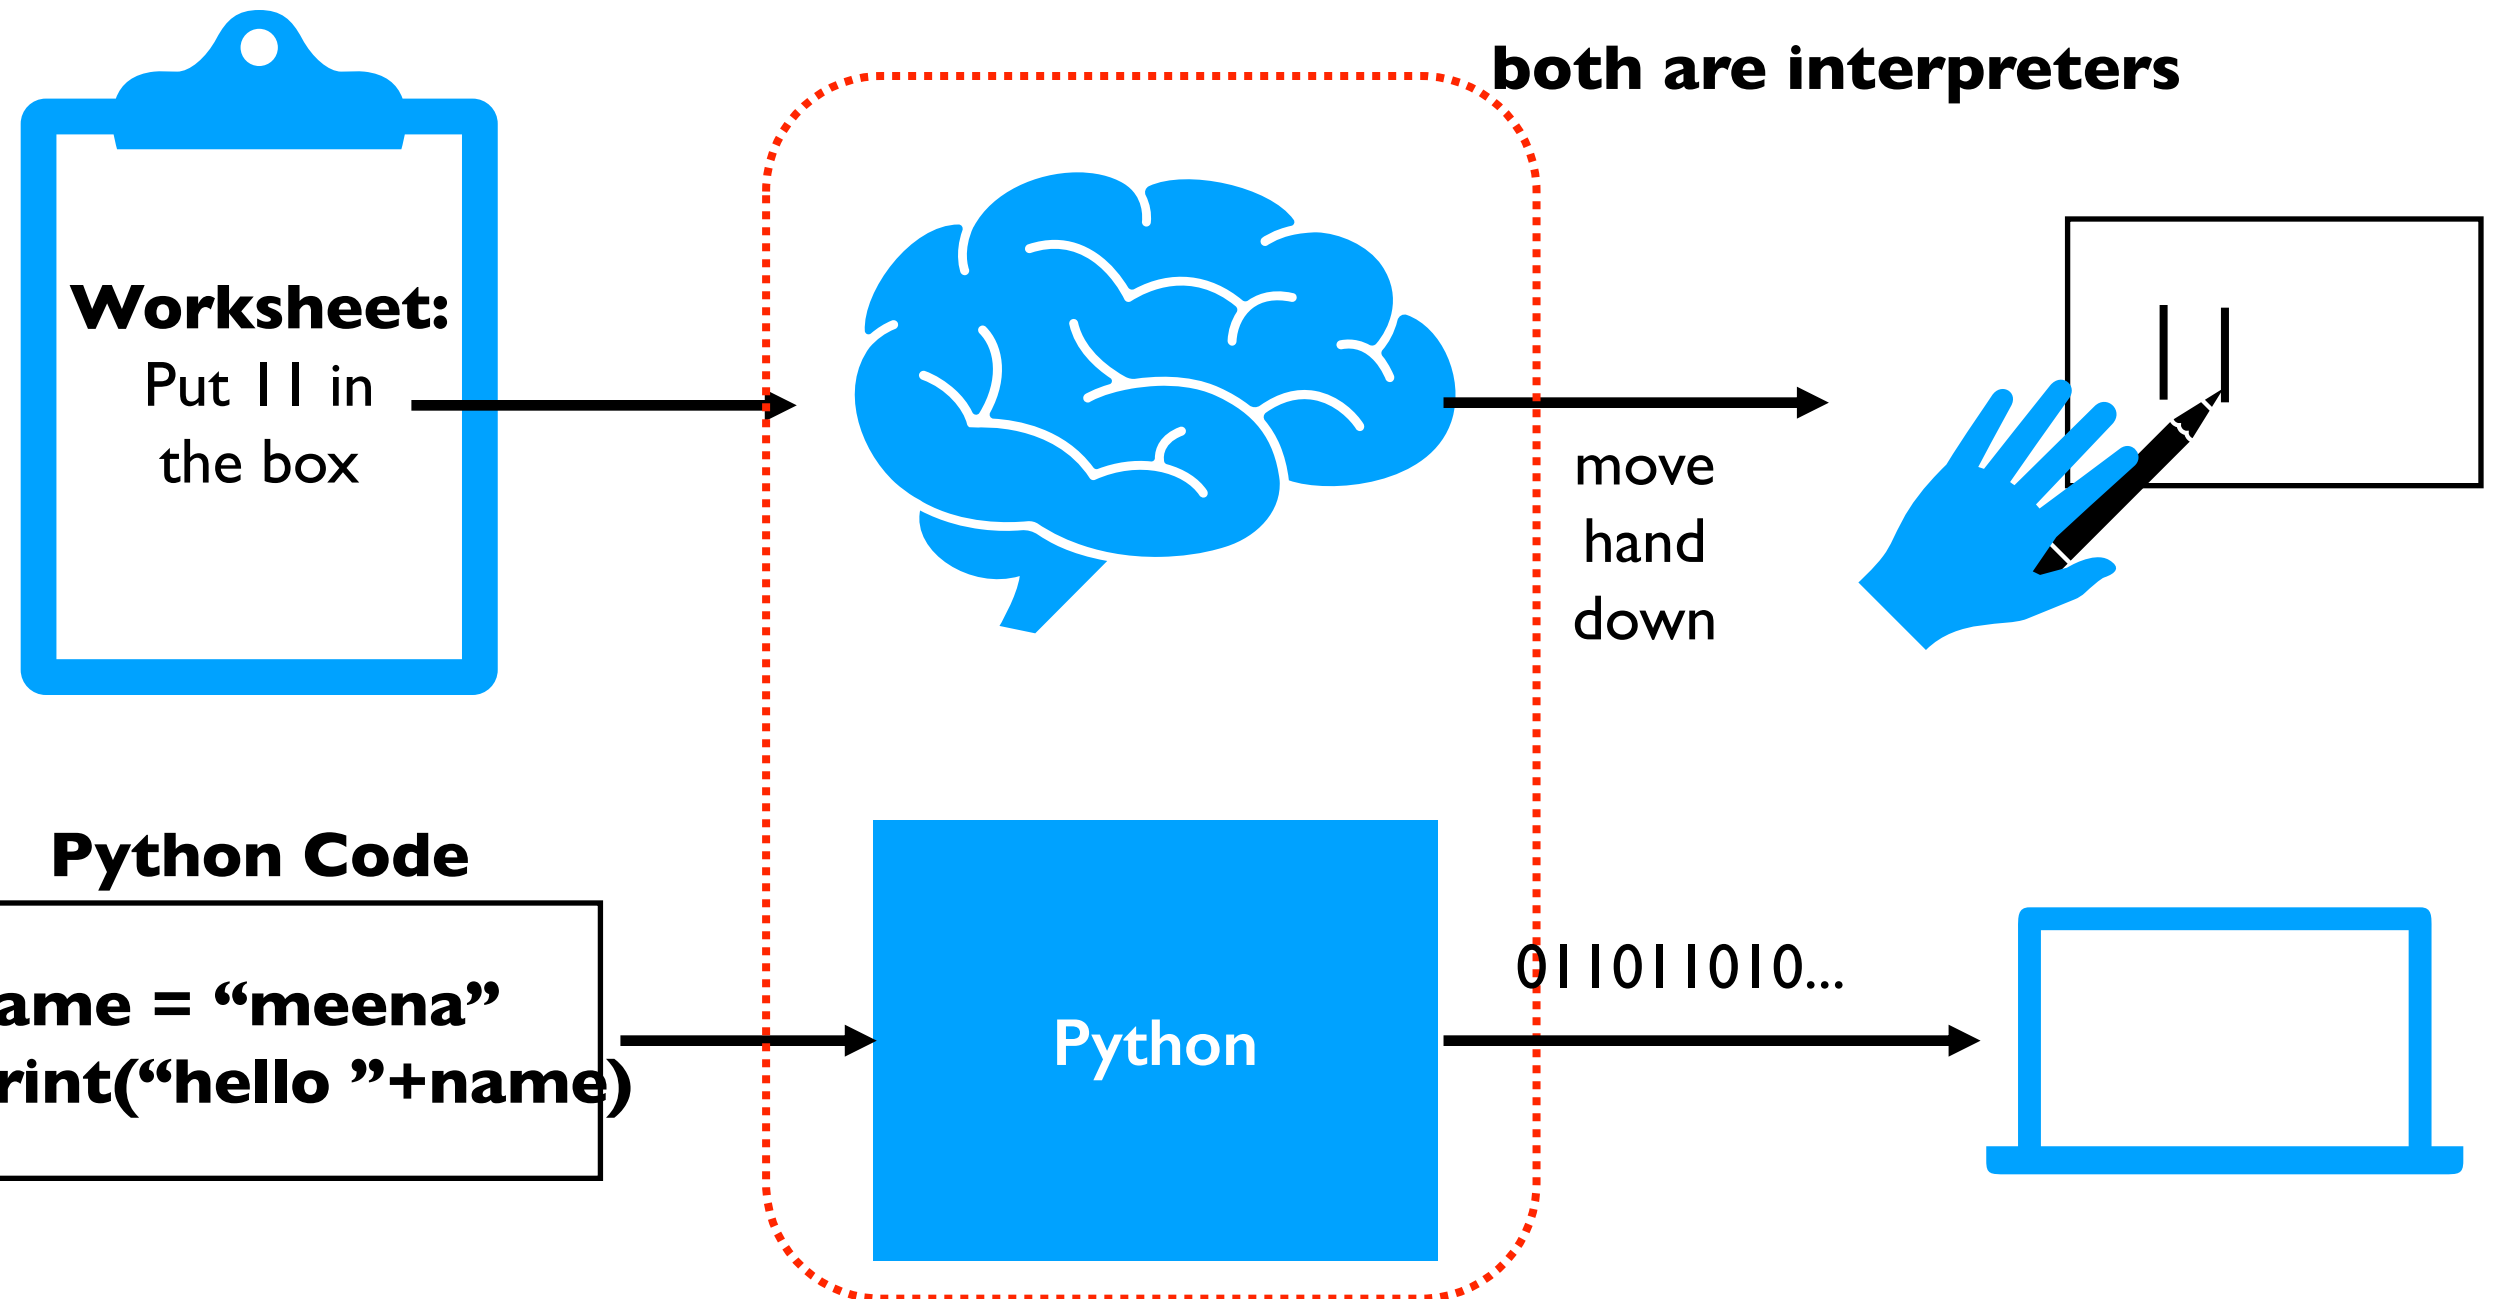 both are interpreters
Worksheet:
Put 11 in
the box
move
hand
down
Python Code
ame = “meena”
rint(“hello ”+name)
Python
011011010...